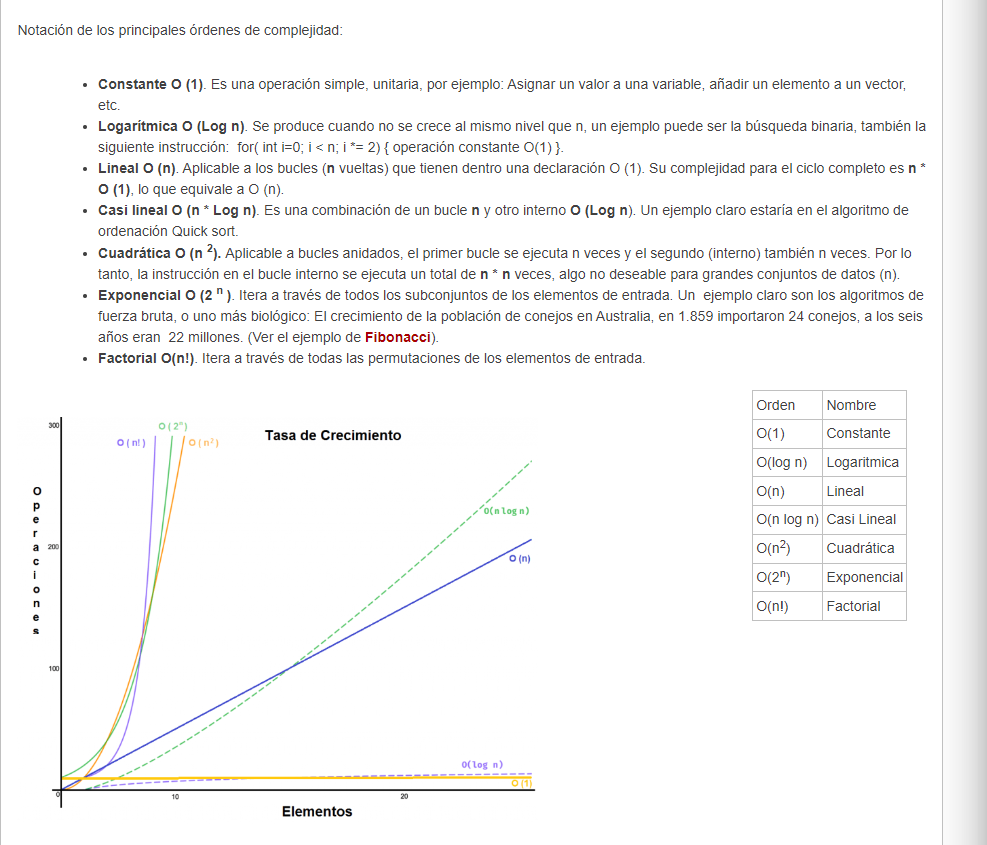 Notación de los principales órdenes de complejidad:
• Constante O (1). Es una operación simple, unitaria, por ejemplo: Asignar un valor a una variable, añadir un elemento a un vector,
etc.
• Logarítmica O (Log n). Se produce cuando no se crece al mismo nivel que n, un ejemplo puede ser la búsqueda binaria, también la
siguiente instrucción:  for( int i=0; i < n; i *= 2) { operación constante O(1) }.
• Líneal O (n). Aplicable a los bucles (n vueltas) que tienen dentro una declaración O (1). Su complejidad para el ciclo completo es n *
O (1), lo que equivale a O (n).
• Casi líneal O (n * Log n). Es una combinación de un bucle n y otro interno O (Log n). Un ejemplo claro estaría en el algoritmo de
ordenación Quick sort.
• Cuadrática O (n ²). Aplicable a bucles anidados, el primer bucle se ejecuta n veces y el segundo (interno) también n veces. Por lo
tanto, la instrucción en el bucle interno se ejecuta un total de n * n veces, algo no deseable para grandes conjuntos de datos (n).
• Exponencial O (2 ⁿ ). Itera a través de todos los subconjuntos de los elementos de entrada. Un  ejemplo claro son los algoritmos de
fuerza bruta, o uno más biológico: El crecimiento de la población de conejos en Australia, en 1.859 importaron 24 conejos, a los seis
años eran  22 millones. (Ver el ejemplo de Fibonacci).
• Factorial O(n!). Itera a través de todas las permutaciones de los elementos de entrada.
Tasa de Crecimiento
300
200
100
0
10
20
Operaciones
Elementos
O(n!)
O(2ⁿ)
O(n²)
O(n log n)
O (n)
O(log n)
O(1)
Orden Nombre
O(1) Constante
O(log n) Logaritmica
O(n) Lineal
O(n log n) Casi Lineal
O(n²) Cuadrática
O(2ⁿ) Exponencial
O(n!) Factorial